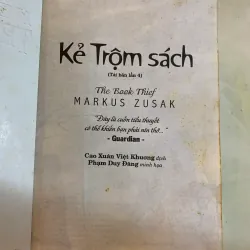 Kẻ Trộm sách
(Tái bản lần 4)
The Book Thief
MARKUS ZUSAK
"Đây là cuốn tiểu thuyết
có thể khiến bạn phải nín thở..."
- Guardian -
Cao Xuân Việt Khương dịch
Phạm Duy Đăng minh họa